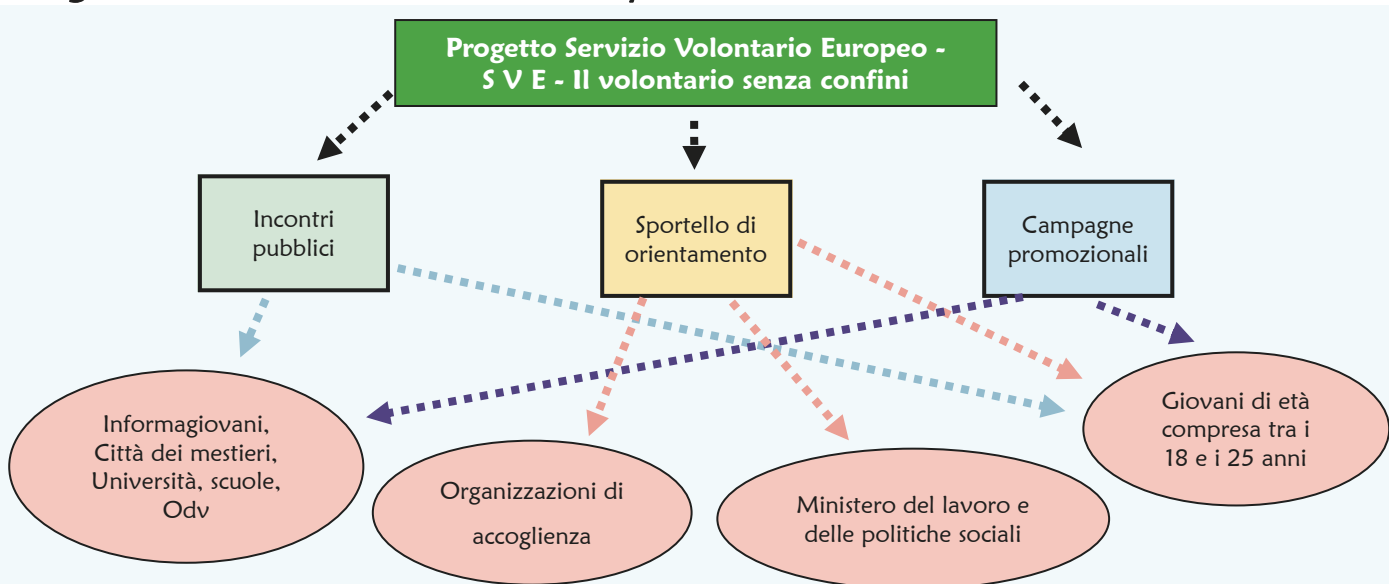 Progetto Servizio Volontario Europeo -
S V E - Il volontario senza confini
Incontri
pubblici
Sportello di
orientamento
Campagne
promozionali
Informagiovani,
Città dei mestieri,
Università, scuole,
Odv
Organizzazioni di
accoglienza
Ministero del lavoro e
delle politiche sociali
Giovani di età
compresa tra i
18 e i 25 anni